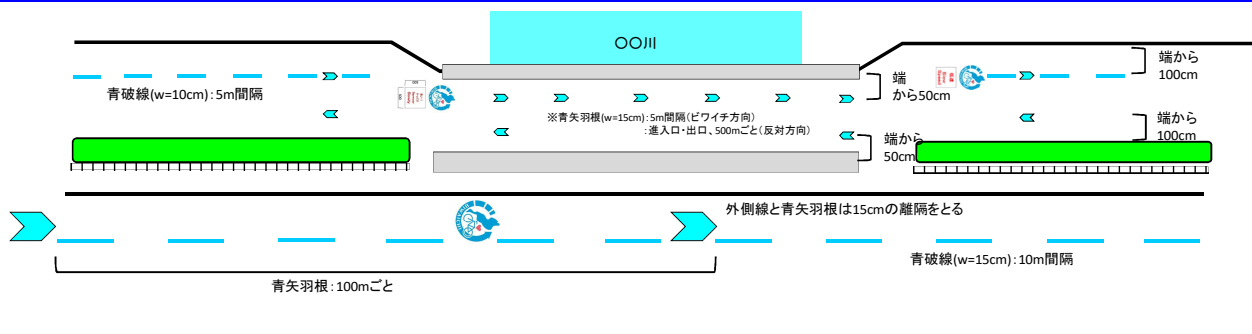 〇〇川
端から
100cm
青破線(w=10cm):5m間隔
端
から50cm
※青矢羽根(w=15cm):5m間隔(ビワイチ方向)
:進入口・出口、500mごと(反対方向)
端から
50cm
端から
100cm
外側線と青矢羽根は15cmの離隔をとる
青破線(w=15cm):10m間隔
青矢羽根:100mごと